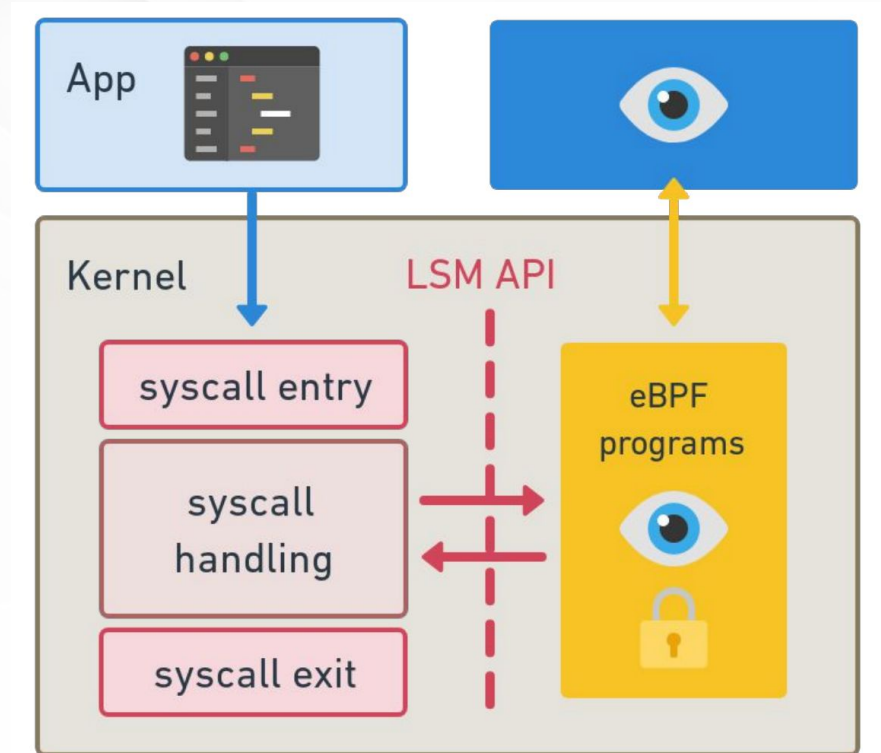 App
Kernel
LSM API
syscall entry
eBPF
programs
syscall
handling
syscall exit